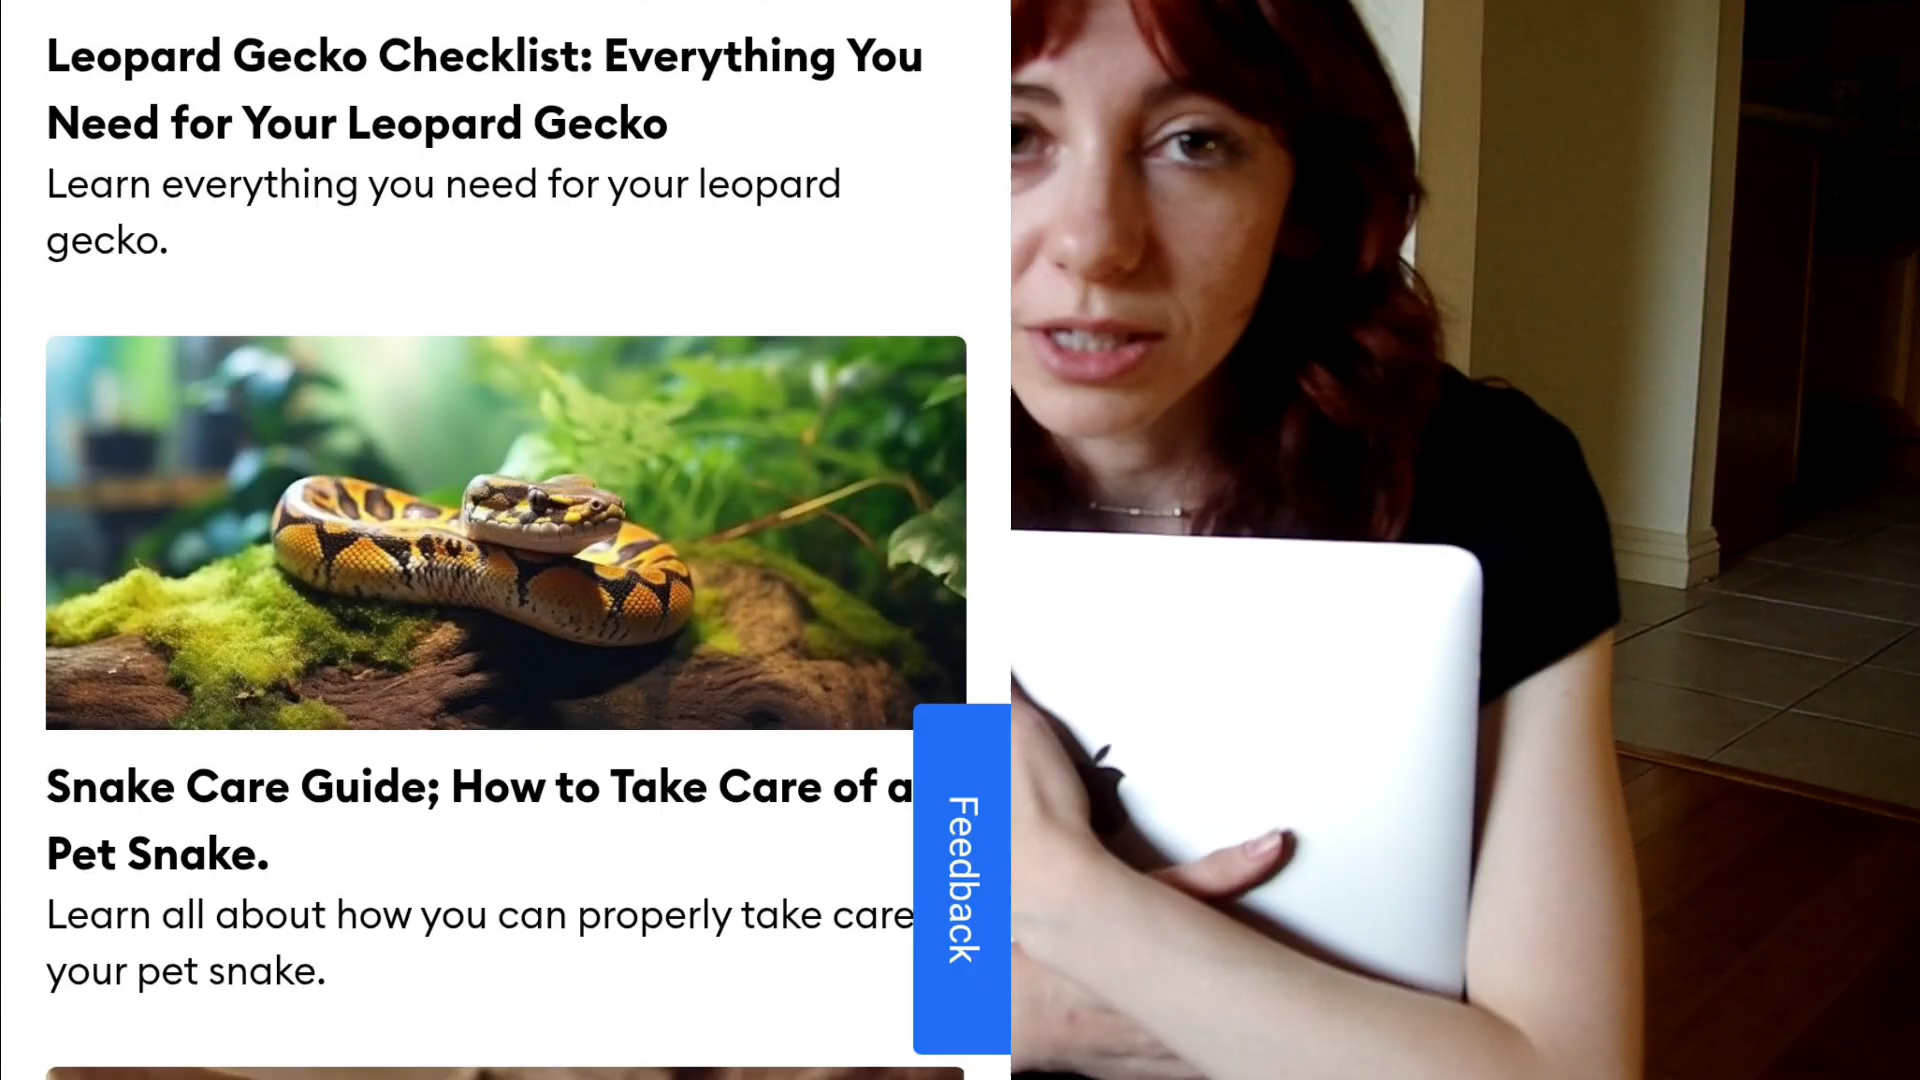 Leopard Gecko Checklist: Everything You
Need for Your Leopard Gecko
Learn everything you need for your leopard
gecko.
Snake Care Guide; How to Take Care of a
Pet Snake.
Learn all about how you can properly take care
your pet snake.
Feedback